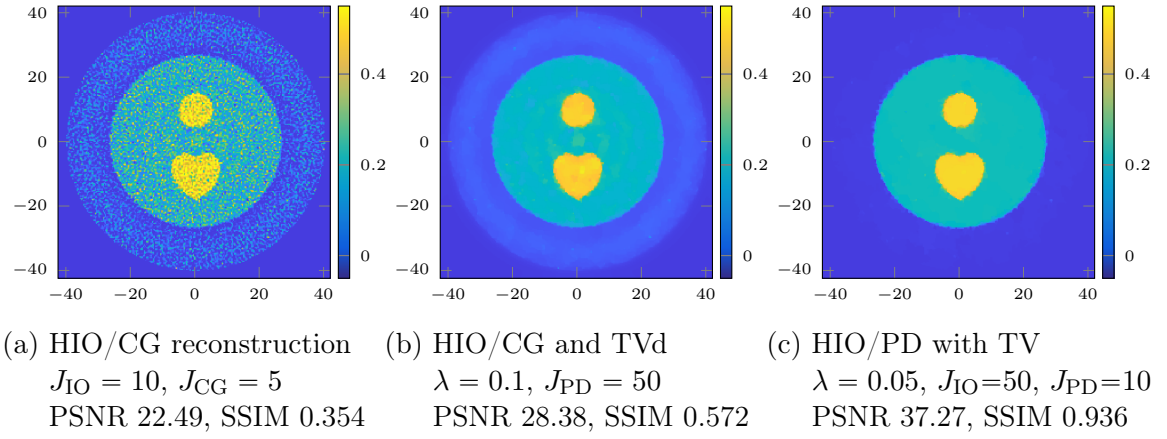 40
20
0
−20
−40
−40 −20 0 20 40
0.4
0.2
0
40
20
0
−20
−40
−40 −20 0 20 40
0.4
0.2
0
40
20
0
−20
−40
−40 −20 0 20 40
0.4
0.2
0
(a) HIO/CG reconstruction
J_IO = 10, J_CG = 5
PSNR 22.49, SSIM 0.354
(b) HIO/CG and TVd
λ = 0.1, J_PD = 50
PSNR 28.38, SSIM 0.572
(c) HIO/PD with TV
λ = 0.05, J_IO=50, J_PD=10
PSNR 37.27, SSIM 0.936